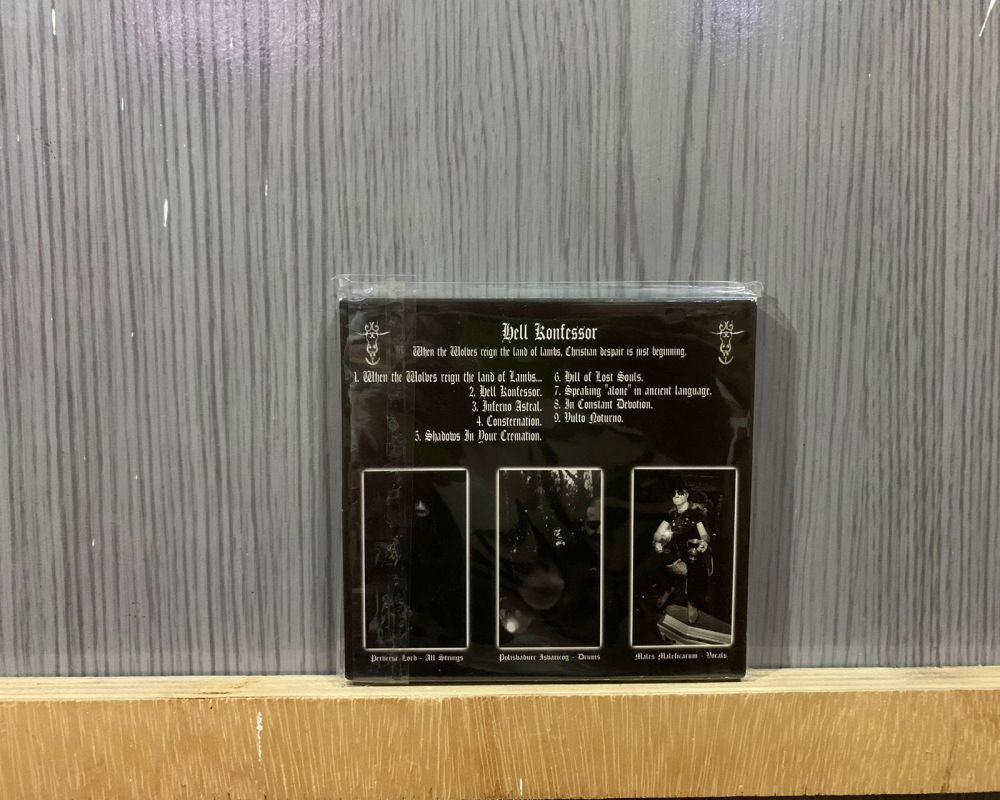 Hell Konfessor
When the Wolves reign the land of lambs, Christian despair is just beginning.
1. When the Wolves reign the land of Lambs...
2. Hell Konfessor.
3. Inferno Astral.
4. Consternation.
5. Shadows In Your Cremation.
6. Hill of Lost Souls.
7. Speaking "alone" in ancient language.
8. In Constant Devotion.
9. Vulto Noturno.
Perverse Lord - All Strings
- Drums
Males Maleficarum - Vocals